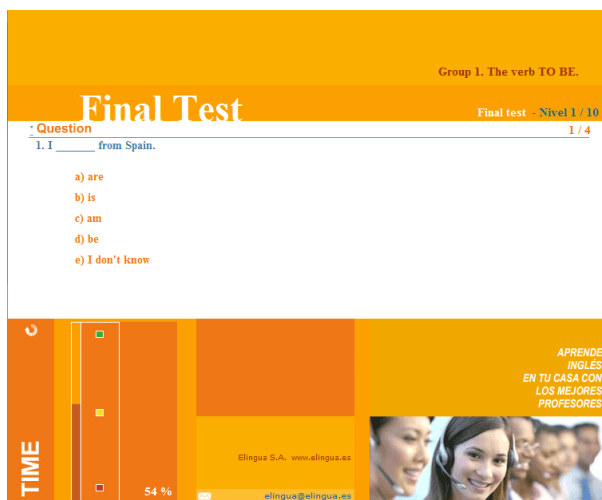 Group 1. The verb TO BE.
Final Test
Final test - Nivel 1 / 10
Question
1 / 4
1. I _______ from Spain.
a) are
b) is
c) am
d) be
e) I don't know
APRENDE
INGLÉS
EN TU CASA CON
LOS MEJORES
PROFESORES
TIME
54 %
Elingua S.A. www.elingua.es
elingua@elingua.es